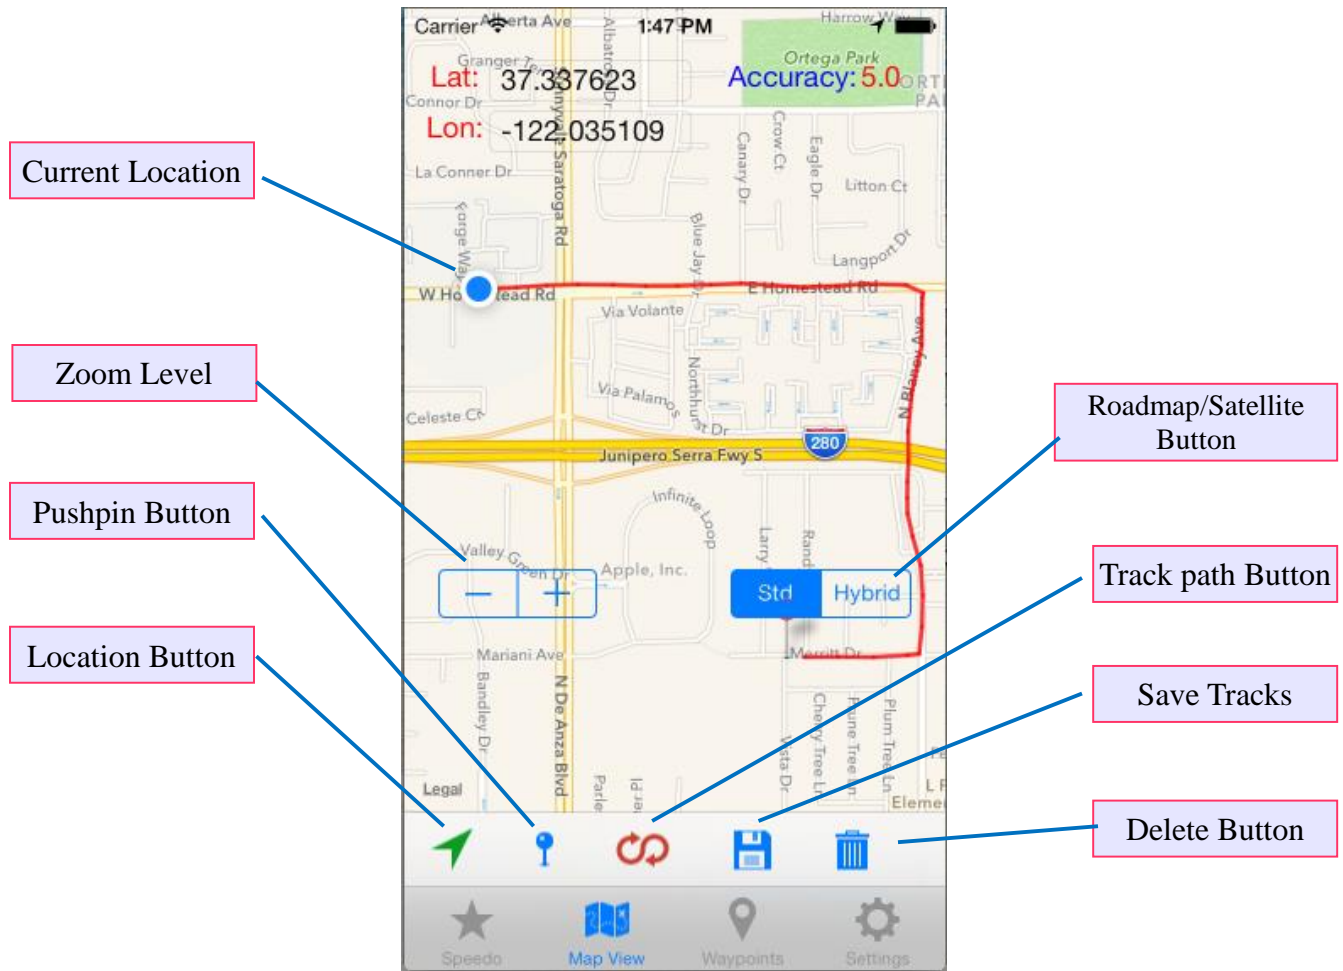 Carrier
1:47 PM
Alberta Ave
Harrow Way
Albatross Dr
Granger Ter
Ortega Park
Lat: 37.337623
Accuracy: 5.0
Connor Dr
Lon: -122.035109
Sunnyvale Saratoga Rd
Crow Ct
Canary Dr
Eagle Dr
La Conner Dr
Litton Ct
Current Location
Forge Way
Blue Jay Dr
Langport Dr
W Homestead Rd
E Homestead Rd
Via Volante
N Blaney Ave
Zoom Level
Northhurst Dr
Via Palamos
Celeste Ct
Roadmap/Satellite
Button
280
Junipero Serra Fwy S
Pushpin Button
Infinite Loop
Larry
Rand
Valley Green Dr
Apple, Inc.
− +
Std Hybrid
Track path Button
Location Button
Mariani Ave
Merritt Dr
Bandley Dr
N De Anza Blvd
Save Tracks
Cherry Tree Ln
Prune Tree Ln
Plum Tree Ln
Vista Dr
Legal
Parle
Elemen
Delete Button
Speedo
Map View
Waypoints
Settings